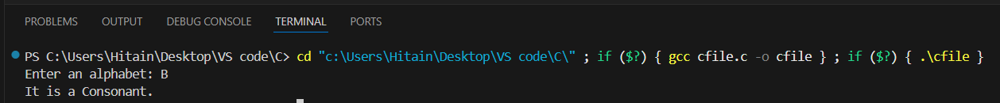 PROBLEMS OUTPUT DEBUG CONSOLE TERMINAL PORTS
PS C:\Users\Hitain\Desktop\VS code\C> cd "c:\Users\Hitain\Desktop\VS code\C\" ; if ($?) { gcc cfile.c -o cfile } ; if ($?) { .\cfile }
Enter an alphabet: B
It is a Consonant.